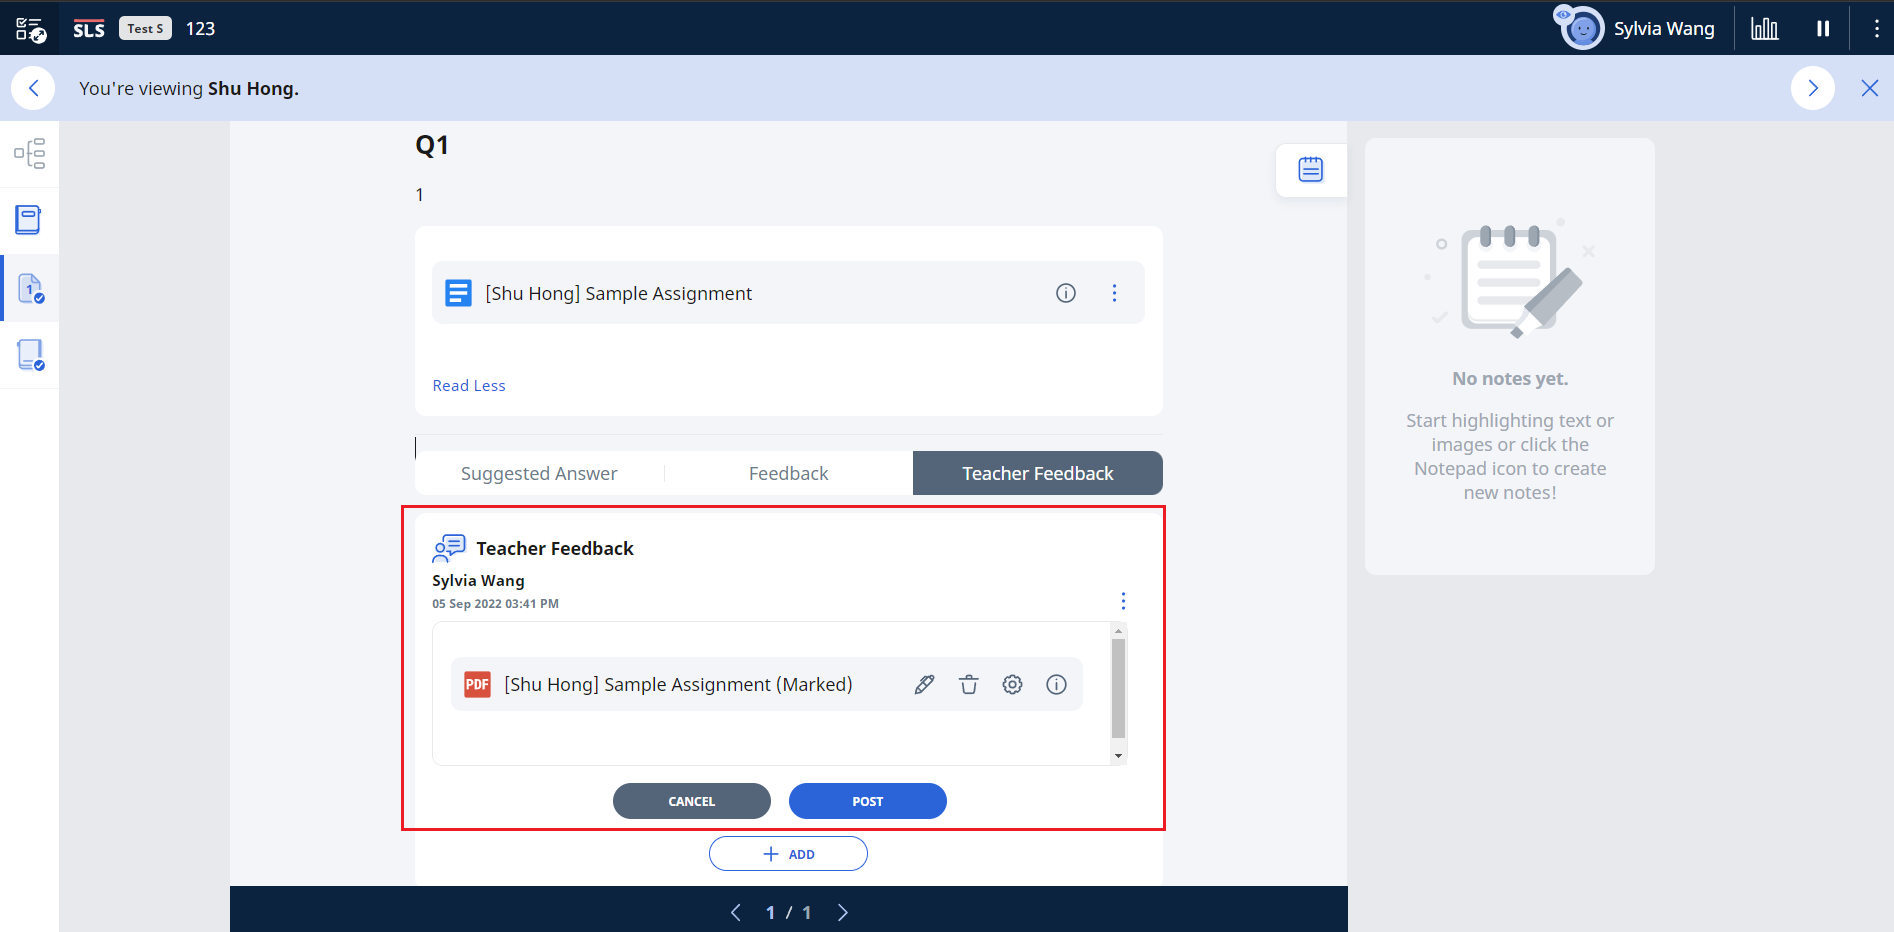 SLS Test S 123 Sylvia Wang
You're viewing Shu Hong.
Q1
1
1
[Shu Hong] Sample Assignment
Read Less
Suggested Answer Feedback Teacher Feedback
Teacher Feedback
Sylvia Wang
05 Sep 2022 03:41 PM
PDF [Shu Hong] Sample Assignment (Marked)
CANCEL POST
ADD
1 / 1
No notes yet.
Start highlighting text or
images or click the
Notepad icon to create
new notes!